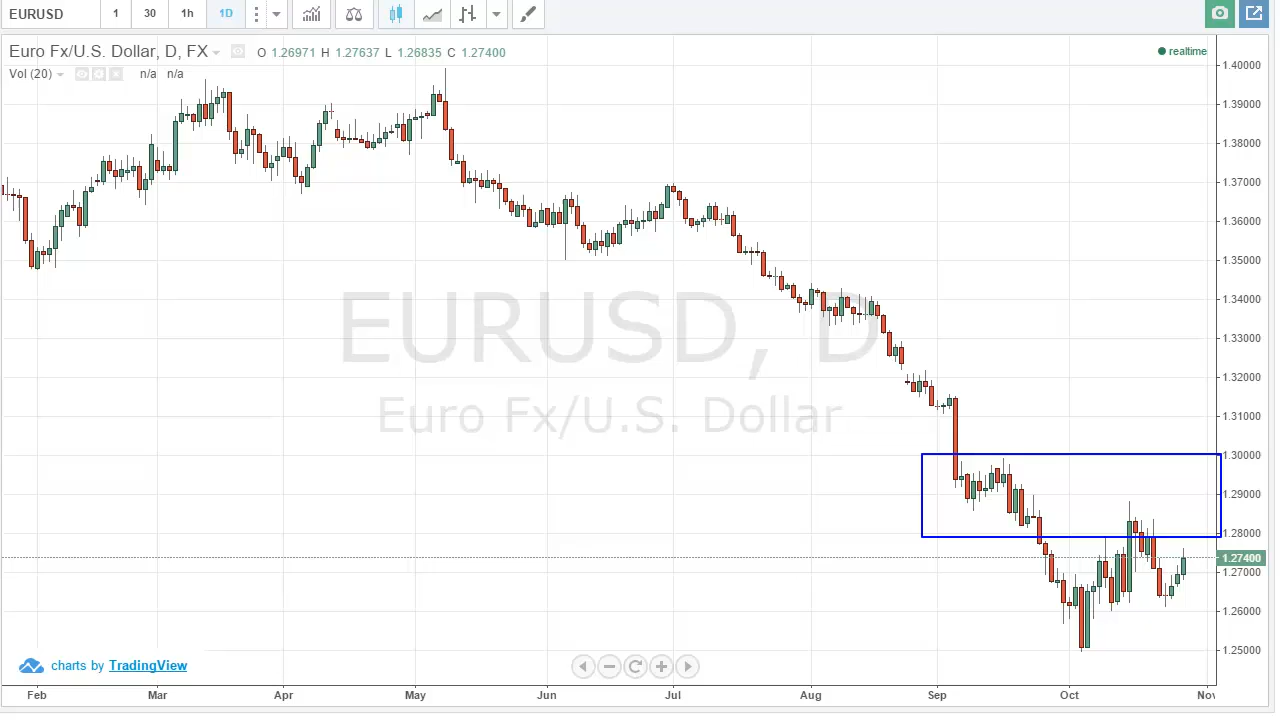 EURUSD 1 30 1h 1D
Euro Fx/U.S. Dollar, D, FX O 1.26971 H 1.27637 L 1.26835 C 1.27400 realtime
Vol (20) n/a n/a
1.40000
1.39000
1.38000
1.37000
1.36000
1.35000
1.34000
1.33000
1.32000
1.31000
1.30000
1.29000
1.28000
1.27400
1.27000
1.26000
1.25000
EURUSD, D
Euro Fx/U.S. Dollar
charts by TradingView
Feb Mar Apr May Jun Jul Aug Sep Oct Nov